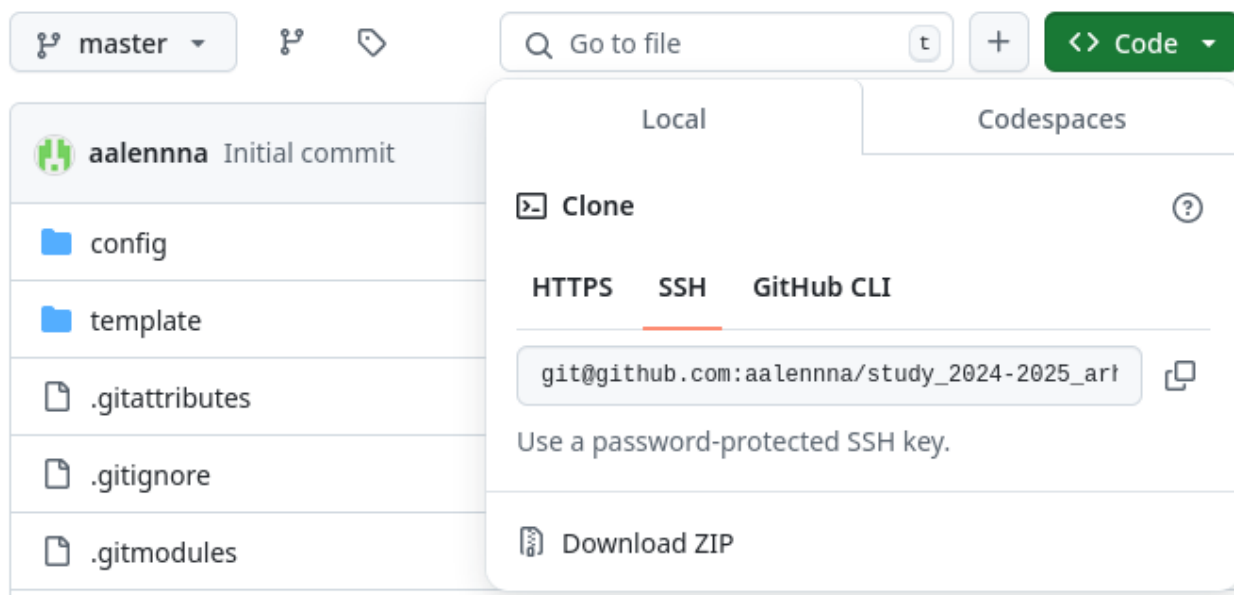 master
Go to file
t
Code
Local
Codespaces
aalennna Initial commit
Clone
config
HTTPS SSH GitHub CLI
template
git@github.com:aalennna/study_2024-2025_arh
.gitattributes
Use a password-protected SSH key.
.gitignore
Download ZIP
.gitmodules